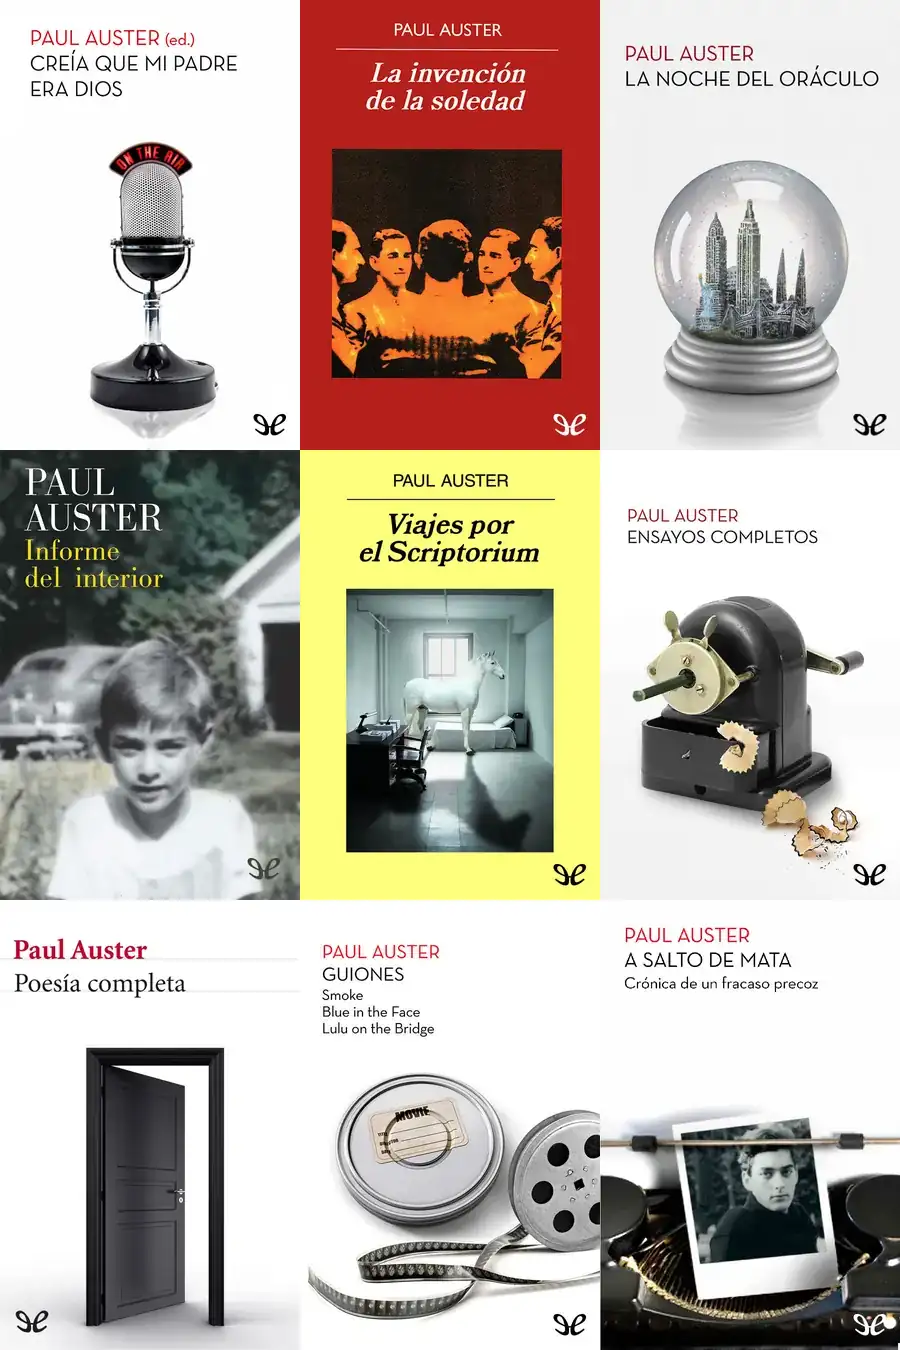 PAUL AUSTER (ed.)
CREÍA QUE MI PADRE
ERA DIOS
ON THE AIR
PAUL AUSTER
La invención
de la soledad
PAUL AUSTER
LA NOCHE DEL ORÁCULO
PAUL
AUSTER
Informe
del interior
PAUL AUSTER
Viajes por
el Scriptorium
PAUL AUSTER
ENSAYOS COMPLETOS
Paul Auster
Poesía completa
PAUL AUSTER
GUIONES
Smoke
Blue in the Face
Lulu on the Bridge
MOVIE
PAUL AUSTER
A SALTO DE MATA
Crónica de un fracaso precoz